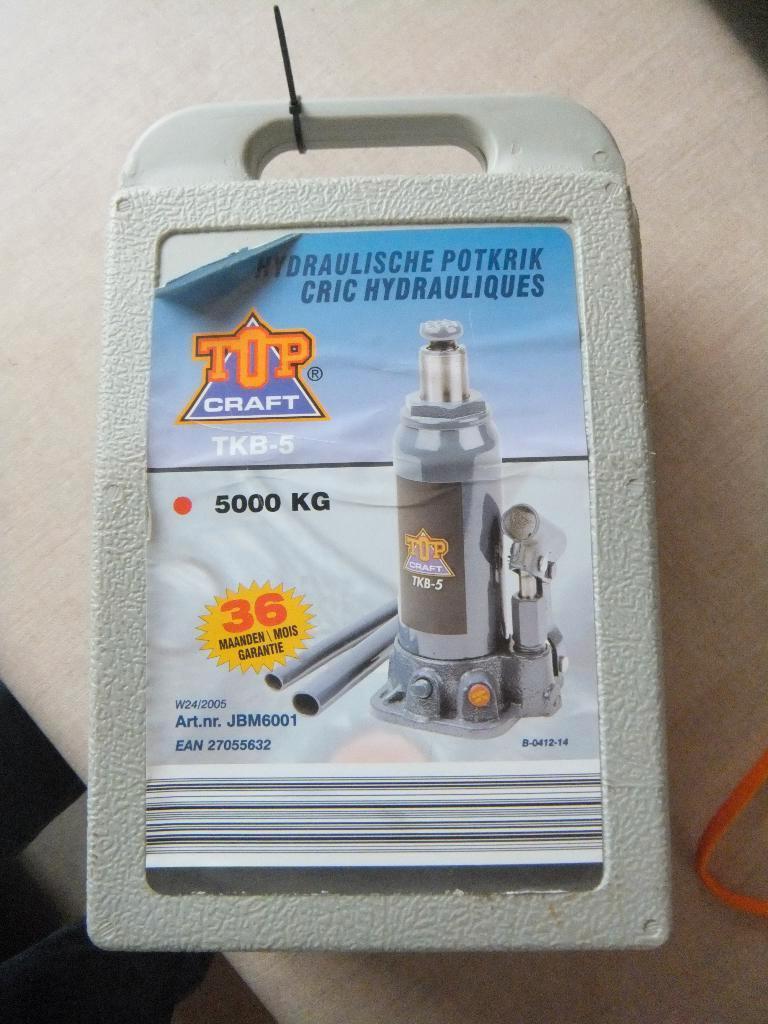 HYDRAULISCHE POTKRIK
CRIC HYDRAULIQUES
TOP®
CRAFT
TKB-5
5000 KG
TOP
CRAFT
TKB-5
36
MAANDEN \ MOIS
GARANTIE
W24/2005
Art.nr. JBM6001
EAN 27055632
B-0412-14